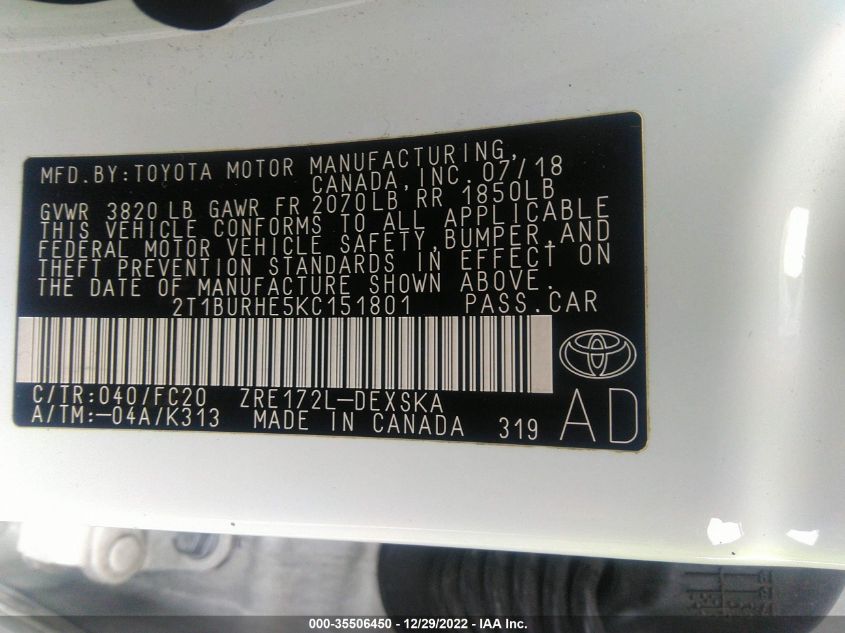 MFD.BY:TOYOTA MOTOR MANUFACTURING,
CANADA,INC. 07/18
GVWR 3820 LB GAWR FR 2070LB RR 1850LB
THIS VEHICLE CONFORMS TO ALL APPLICABLE
FEDERAL MOTOR VEHICLE SAFETY,BUMPER,AND
THEFT PREVENTION STANDARDS IN EFFECT ON
THE DATE OF MANUFACTURE SHOWN ABOVE.
2T1BURHE5KC151801 PASS.CAR
C/TR:040/FC20 ZRE172L-DEXSKA
A/TM:-04A/K313 MADE IN CANADA 319 AD
000-35506450 - 12/29/2022 - IAA Inc.